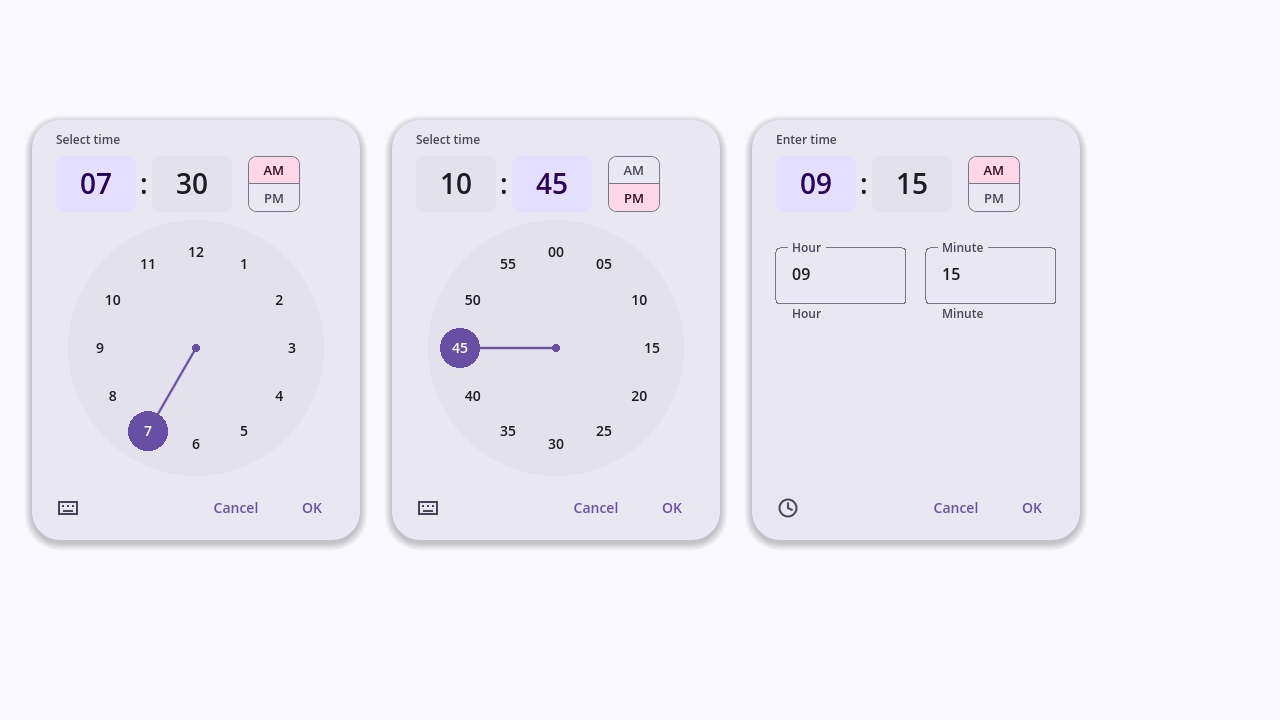 Select time
07 : 30
AM
PM
12
11 1
10 2
9 3
8 4
7 5
6
Cancel OK
Select time
10 : 45
AM
PM
00
55 05
50 10
45 15
40 20
35 25
30
Cancel OK
Enter time
09 : 15
AM
PM
Hour Minute
09 15
Hour Minute
Cancel OK